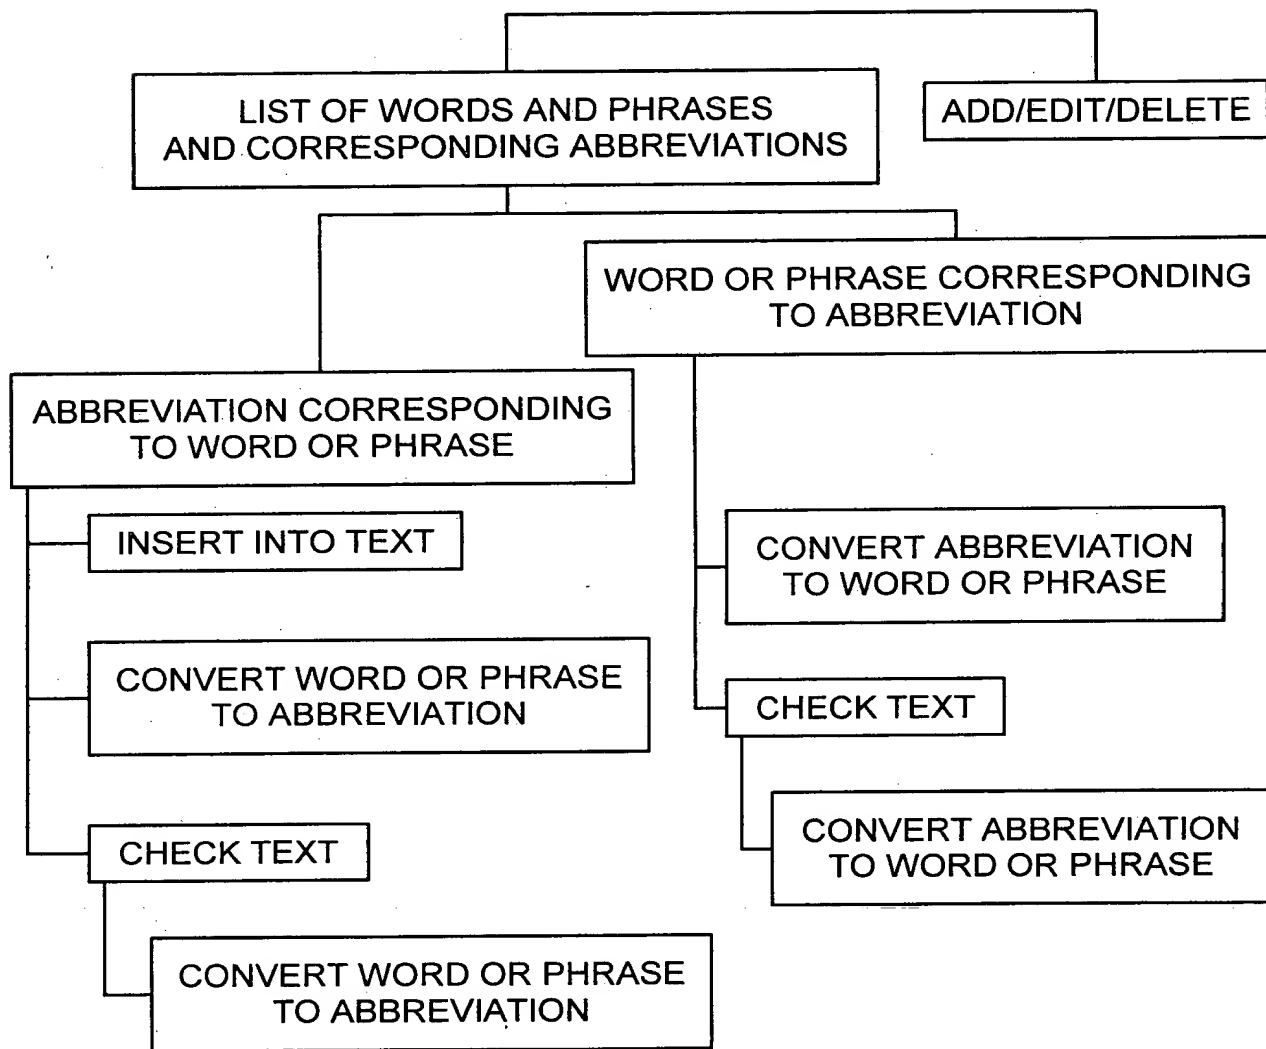 LIST OF WORDS AND PHRASES
AND CORRESPONDING ABBREVIATIONS
ADD/EDIT/DELETE
WORD OR PHRASE CORRESPONDING
TO ABBREVIATION
ABBREVIATION CORRESPONDING
TO WORD OR PHRASE
INSERT INTO TEXT
CONVERT WORD OR PHRASE
TO ABBREVIATION
CHECK TEXT
CONVERT WORD OR PHRASE
TO ABBREVIATION
CONVERT ABBREVIATION
TO WORD OR PHRASE
CHECK TEXT
CONVERT ABBREVIATION
TO WORD OR PHRASE